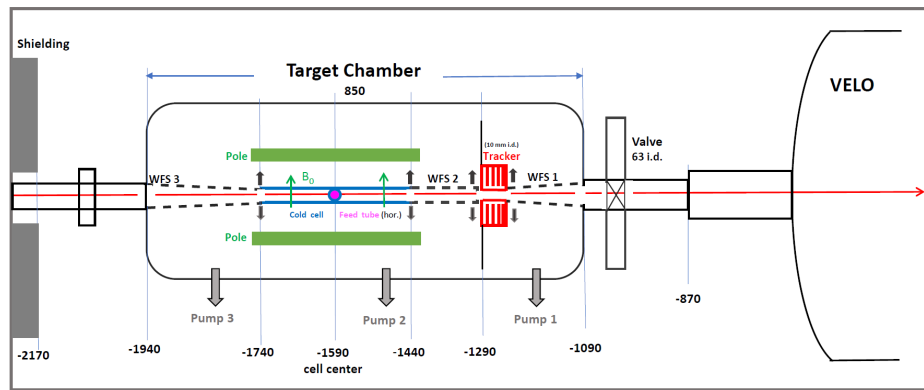 Shielding
Target Chamber
850
VELO
(10 mm i.d.)
Tracker
Valve
63 i.d.
Pole
B₀
WFS 3
WFS 2
WFS 1
Cold cell
Feed tube (hor.)
Pole
Pump 3
Pump 2
Pump 1
-870
-2170
-1940
-1740
-1590
-1440
-1290
-1090
cell center